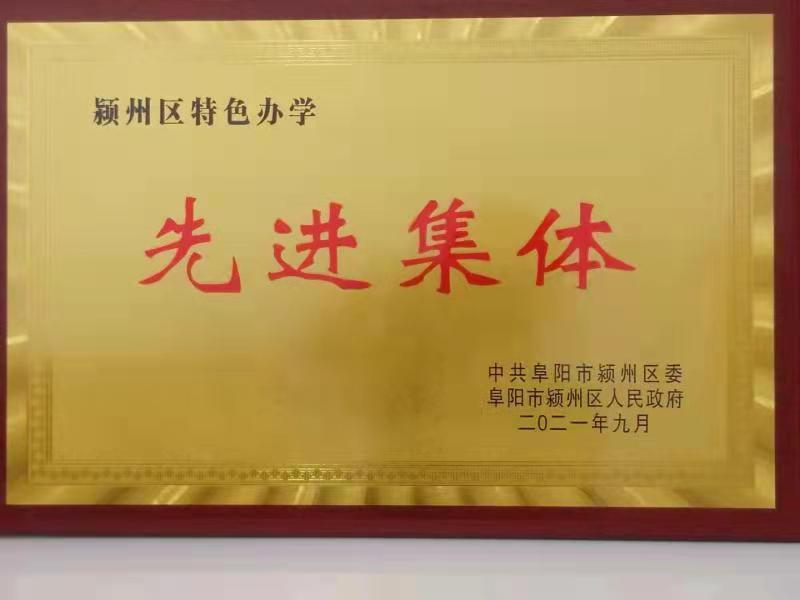 颍州区特色办学
先进集体
中共阜阳市颍州区委
阜阳市颍州区人民政府
二〇二一年九月